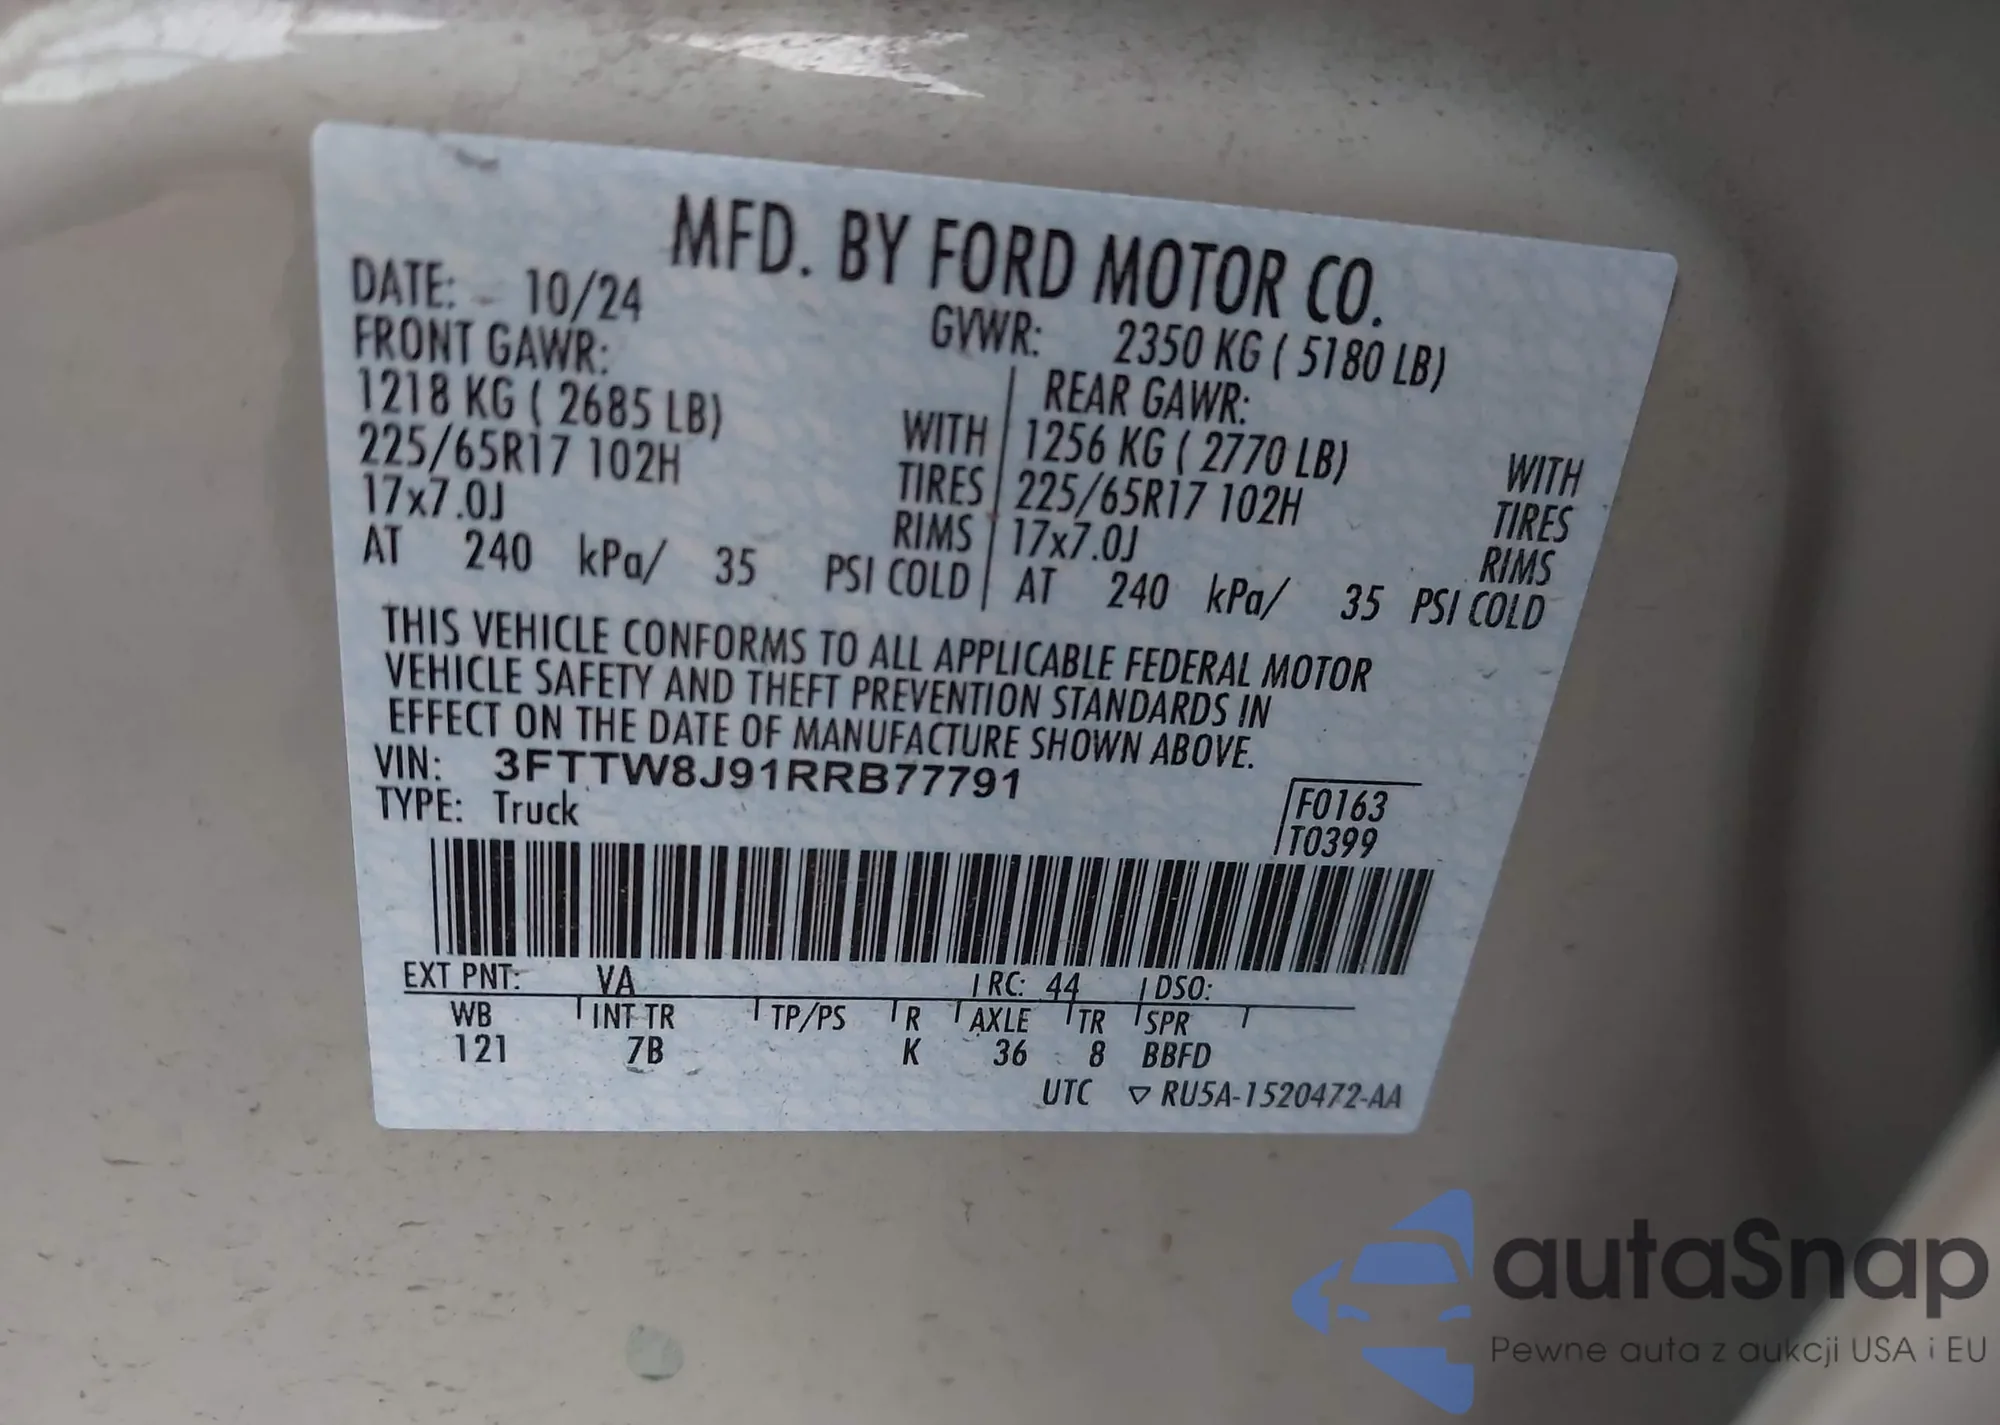 MFD. BY FORD MOTOR CO.
DATE: 10/24 GVWR: 2350 KG ( 5180 LB)
FRONT GAWR: REAR GAWR:
1218 KG ( 2685 LB) WITH 1256 KG ( 2770 LB) WITH
225/65R17 102H TIRES 225/65R17 102H TIRES
17x7.0J RIMS 17x7.0J RIMS
AT 240 kPa/ 35 PSI COLD AT 240 kPa/ 35 PSI COLD
THIS VEHICLE CONFORMS TO ALL APPLICABLE FEDERAL MOTOR
VEHICLE SAFETY AND THEFT PREVENTION STANDARDS IN
EFFECT ON THE DATE OF MANUFACTURE SHOWN ABOVE.
VIN: 3FTTW8J91RRB77791
TYPE: Truck
F0163
T0399
EXT PNT: VA RC: 44 DSO:
WB INT TR TP/PS R AXLE TR SPR
121 7B K 36 8 BBFD
UTC ▽ RU5A-1520472-AA
autaSnap
Pewne auta z aukcji USA i EU